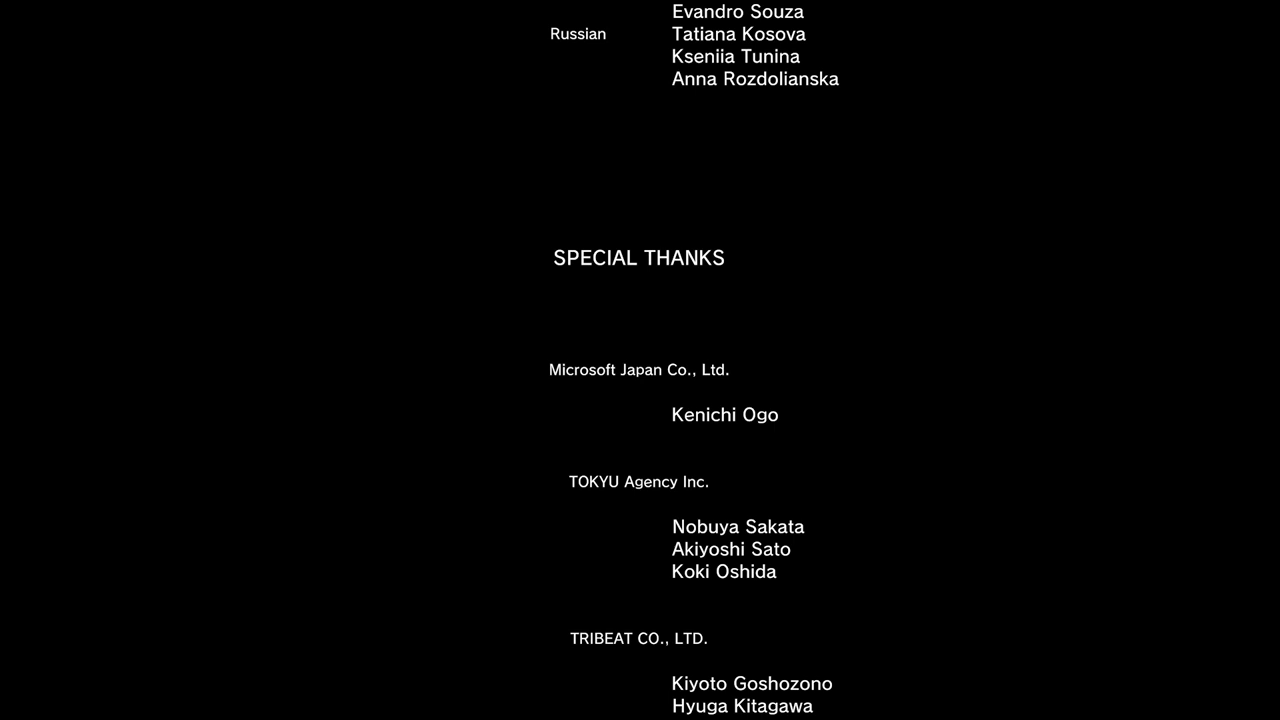 Evandro Souza
Russian Tatiana Kosova
Kseniia Tunina
Anna Rozdolianska
SPECIAL THANKS
Microsoft Japan Co., Ltd.
Kenichi Ogo
TOKYU Agency Inc.
Nobuya Sakata
Akiyoshi Sato
Koki Oshida
TRIBEAT CO., LTD.
Kiyoto Goshozono
Hyuga Kitagawa